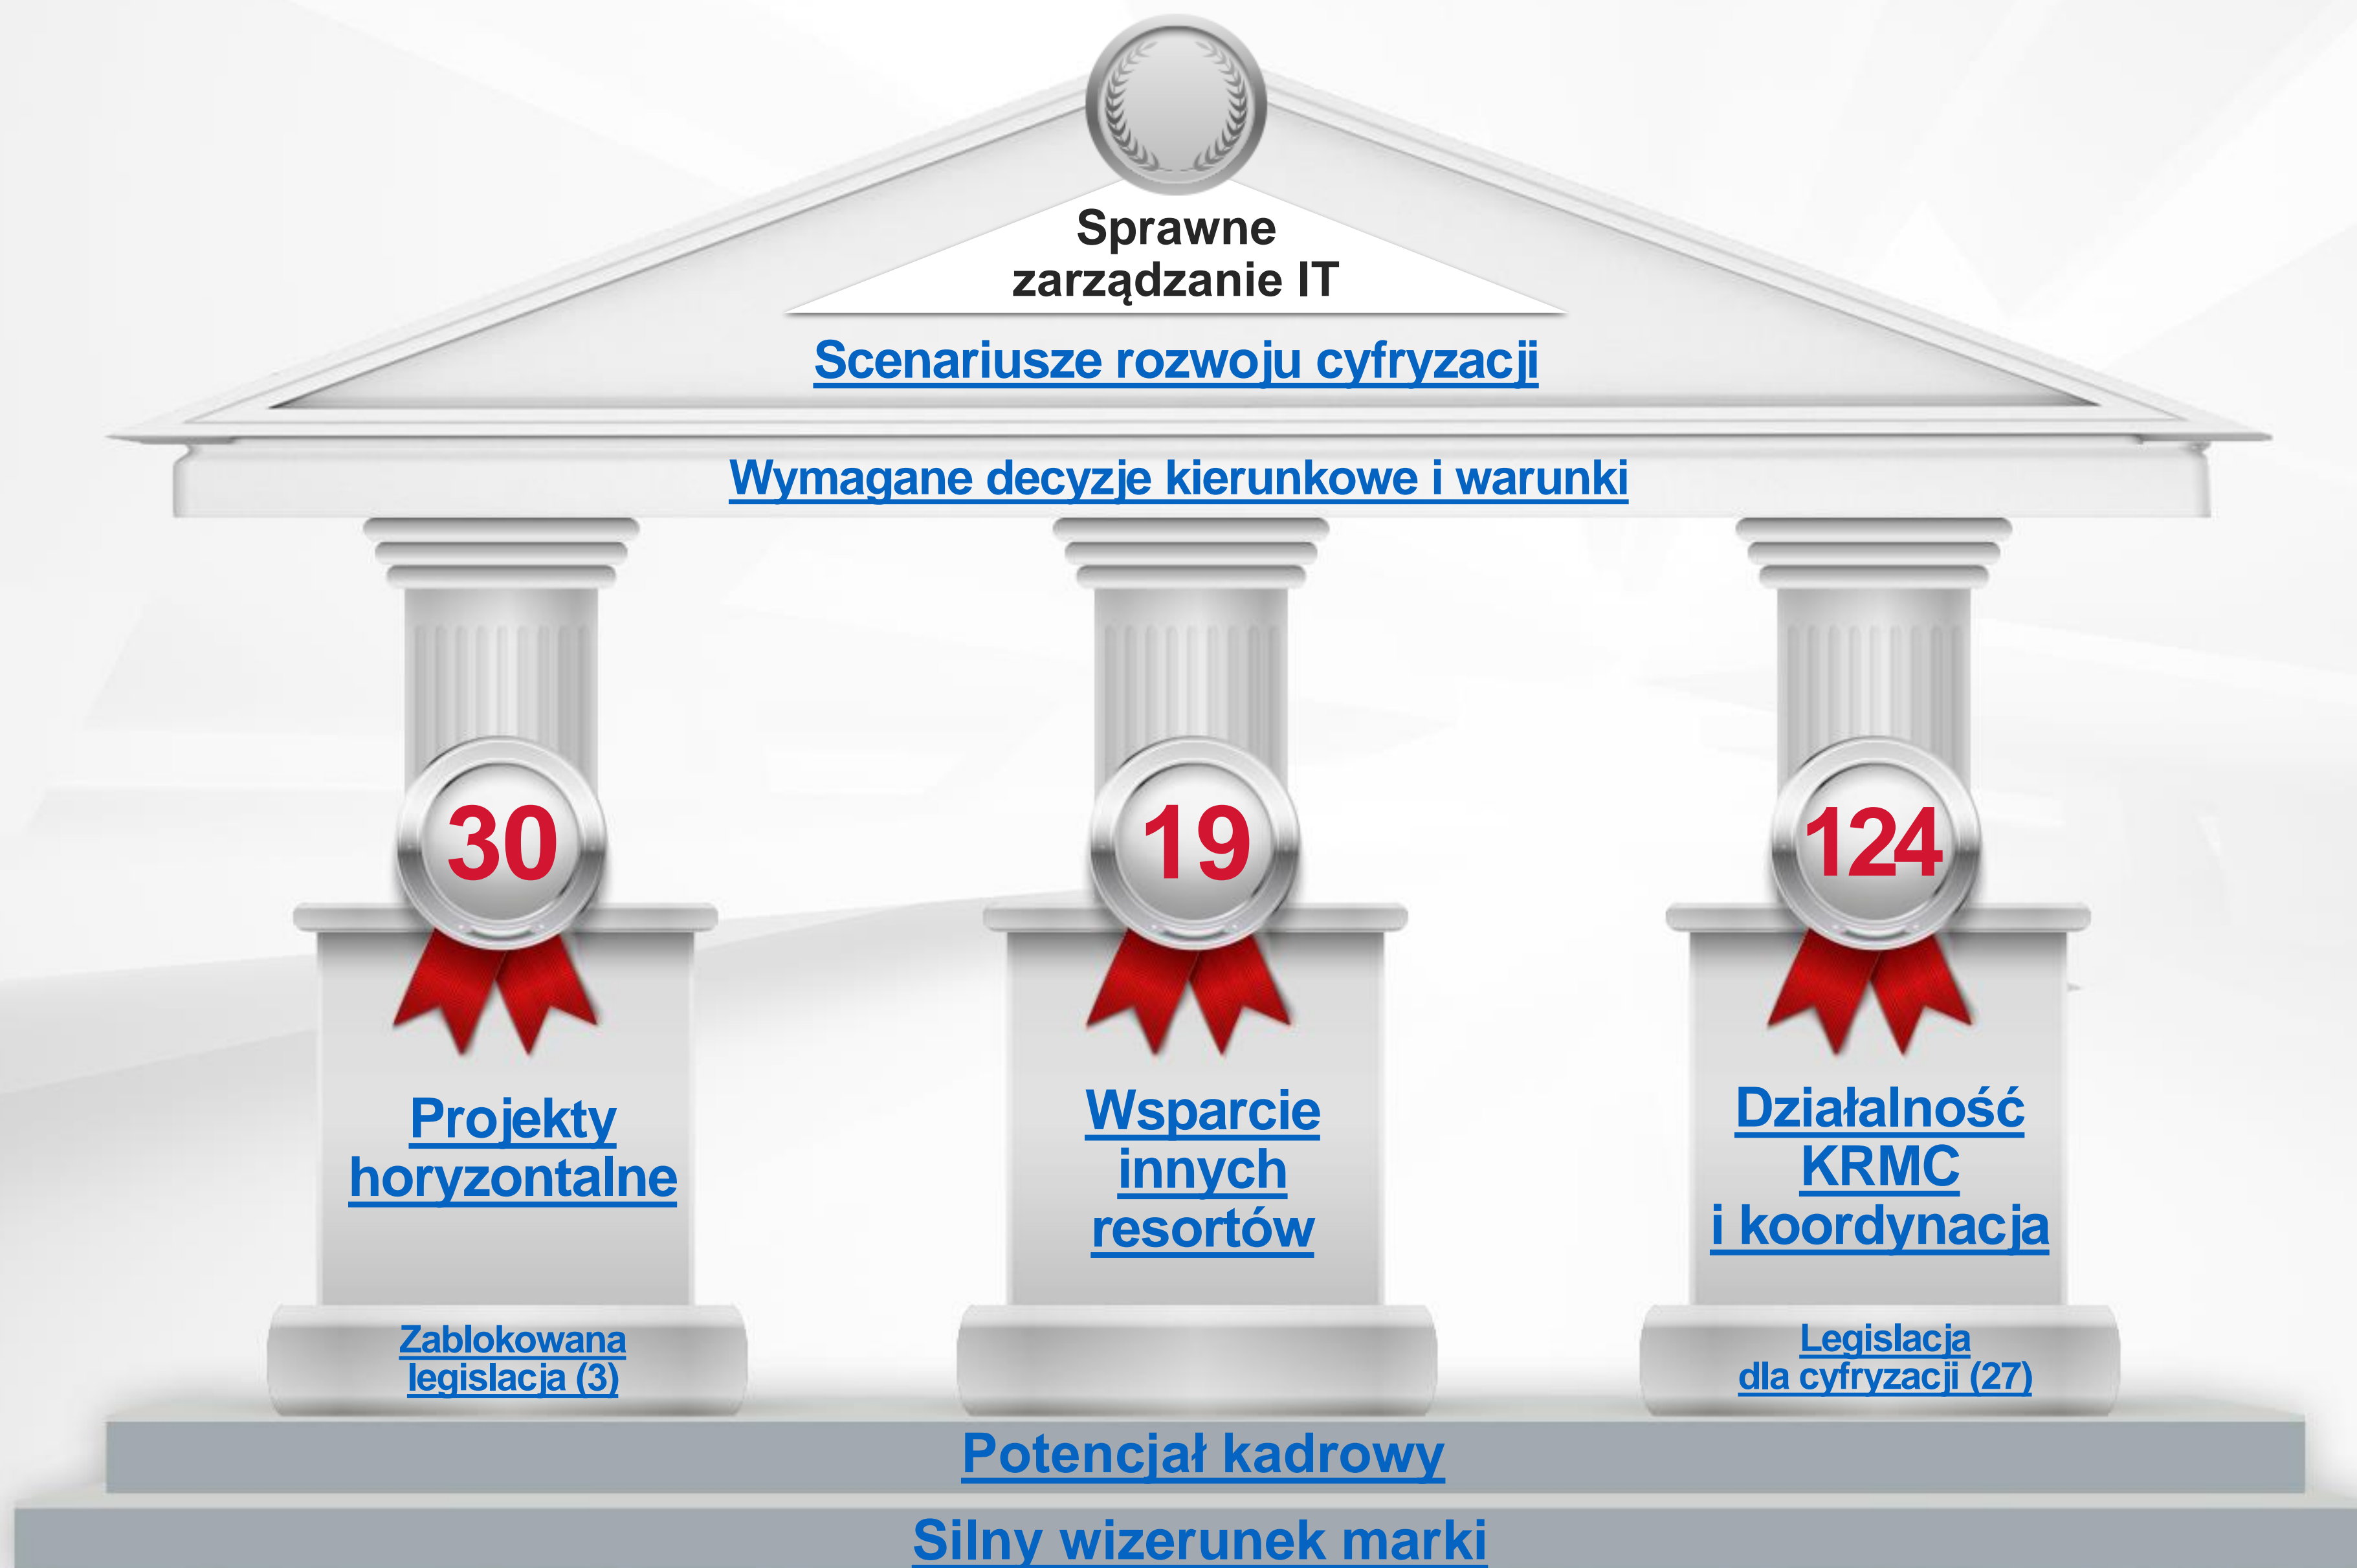 Sprawne
zarządzanie IT
Scenariusze rozwoju cyfryzacji
Wymagane decyzje kierunkowe i warunki
30
19
124
Projekty
horyzontalne
Wsparcie
innych
resortów
Działalność
KRMC
i koordynacja
Zablokowana
legislacja (3)
Legislacja
dla cyfryzacji (27)
Potencjał kadrowy
Silny wizerunek marki